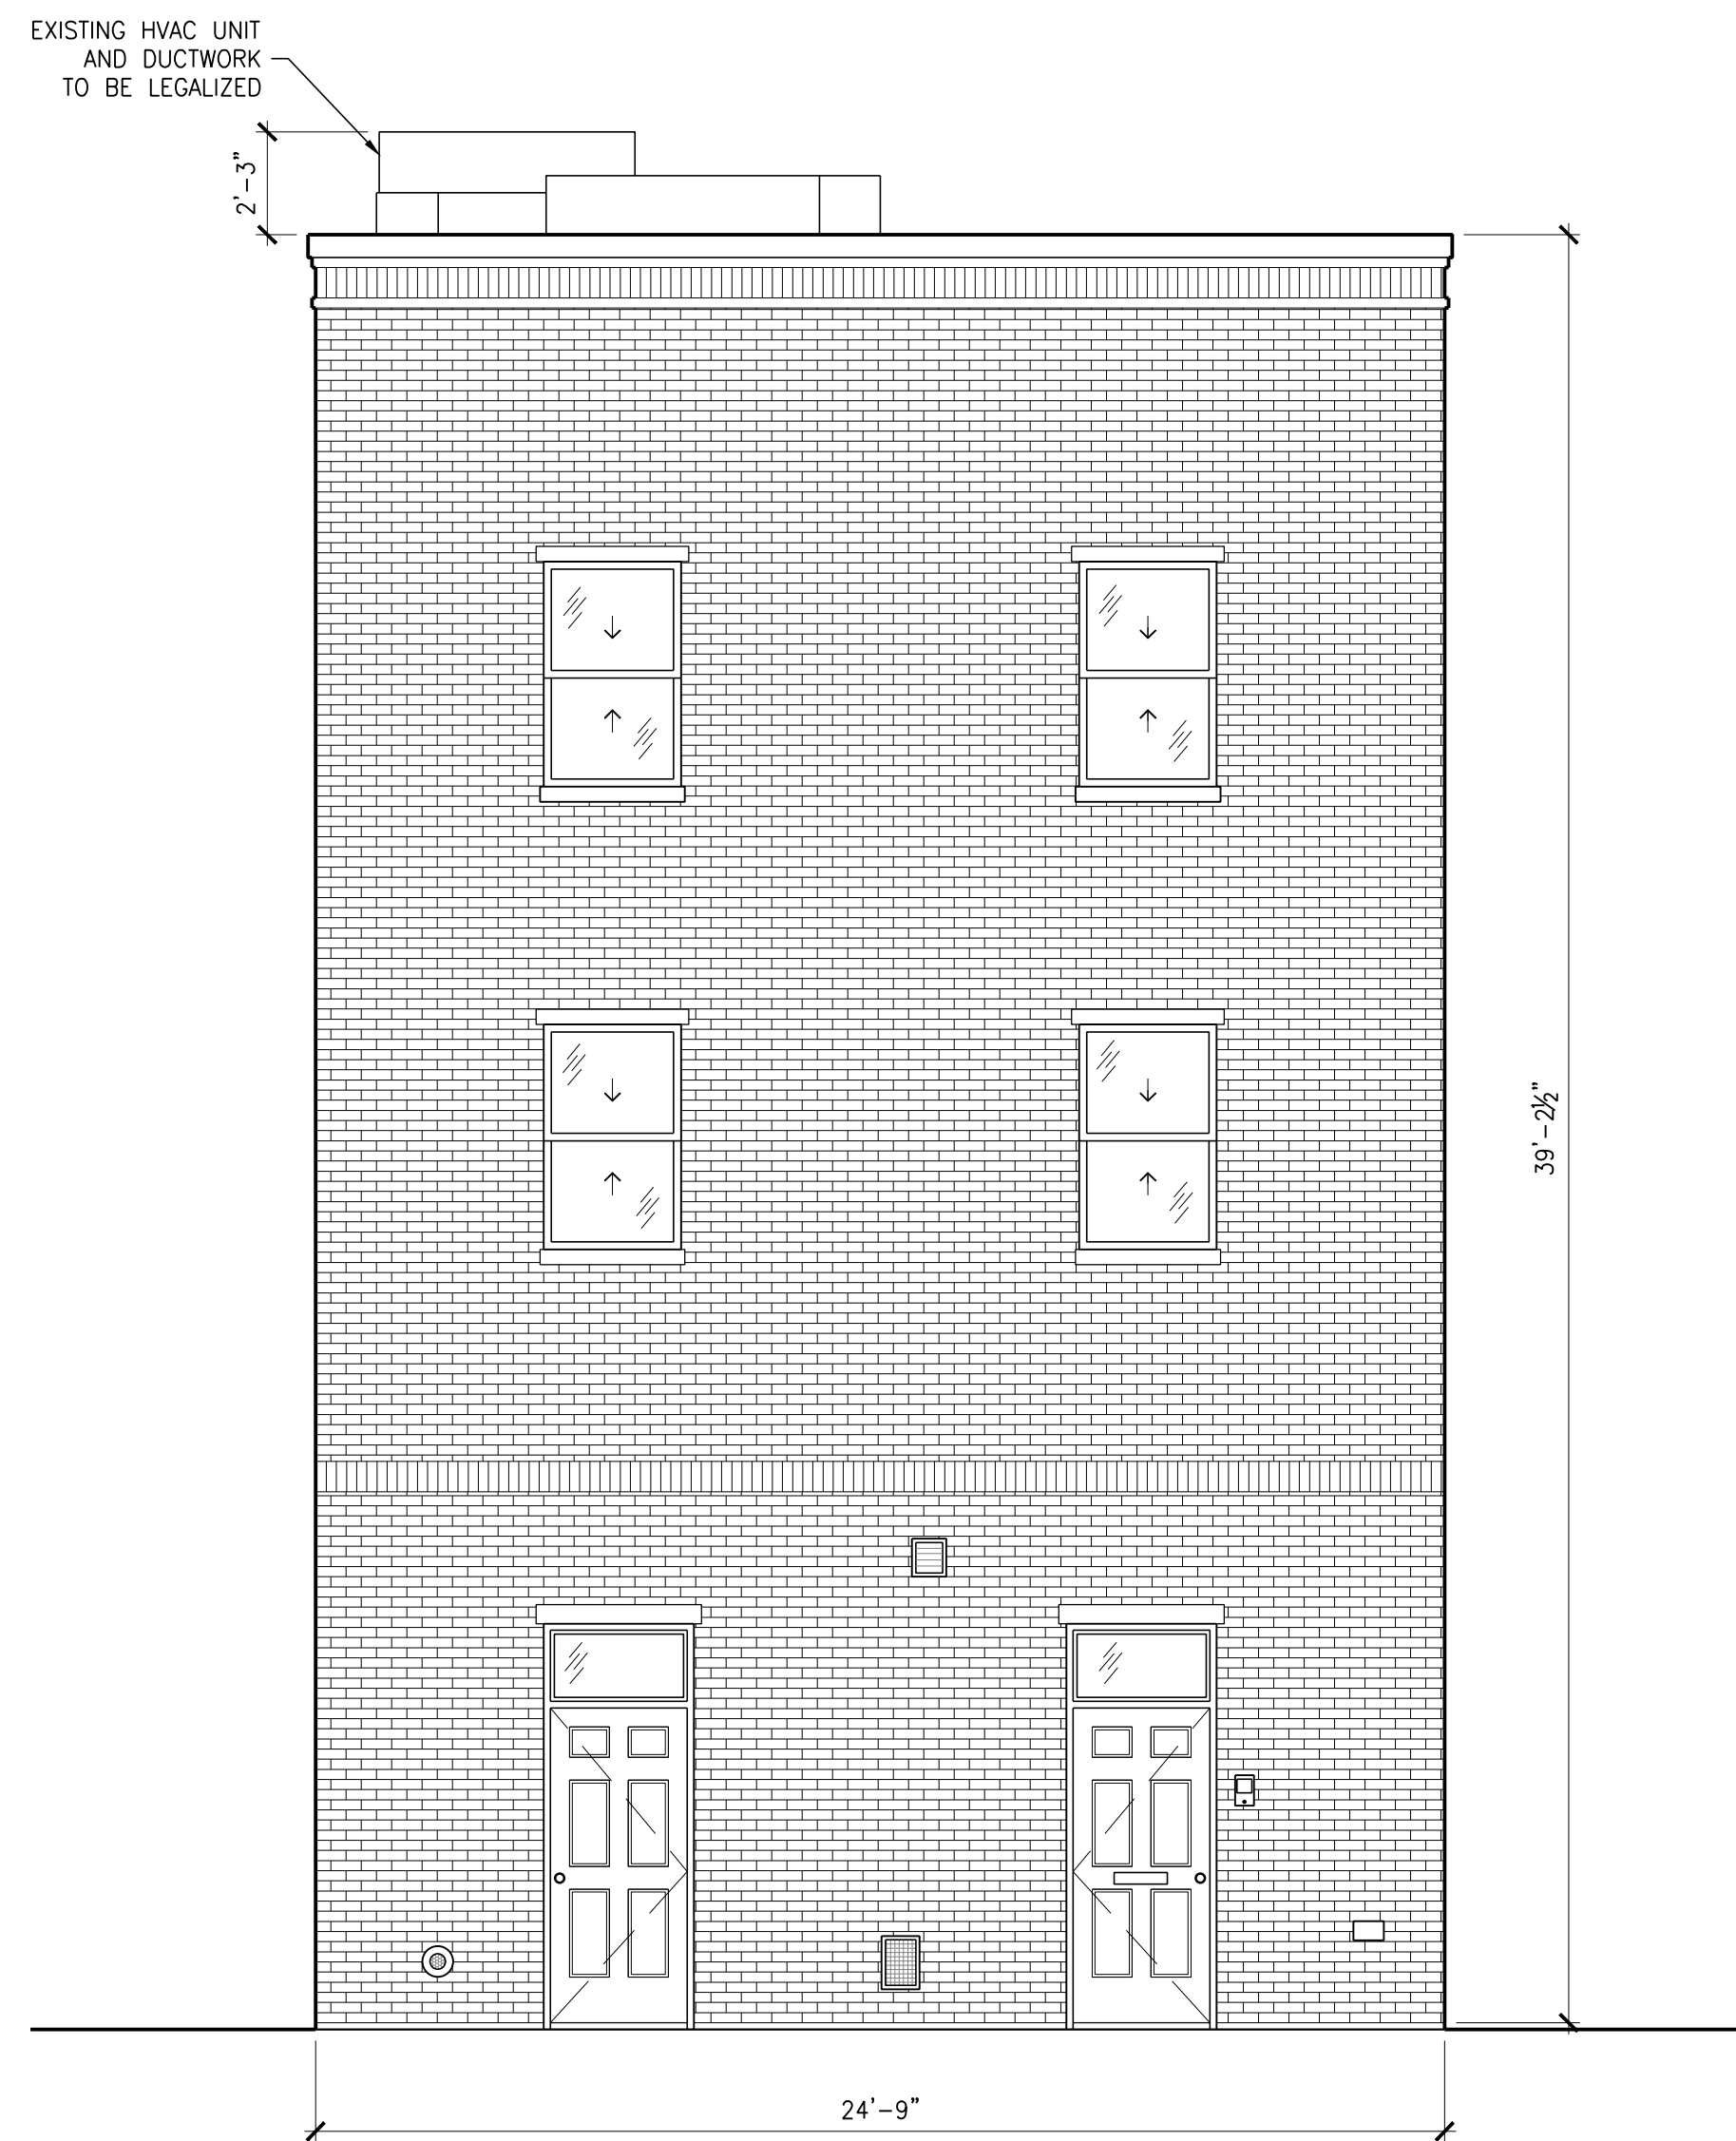 EXISTING HVAC UNIT
AND DUCTWORK
TO BE LEGALIZED
2'-3"
39'-2½"
24'-9"